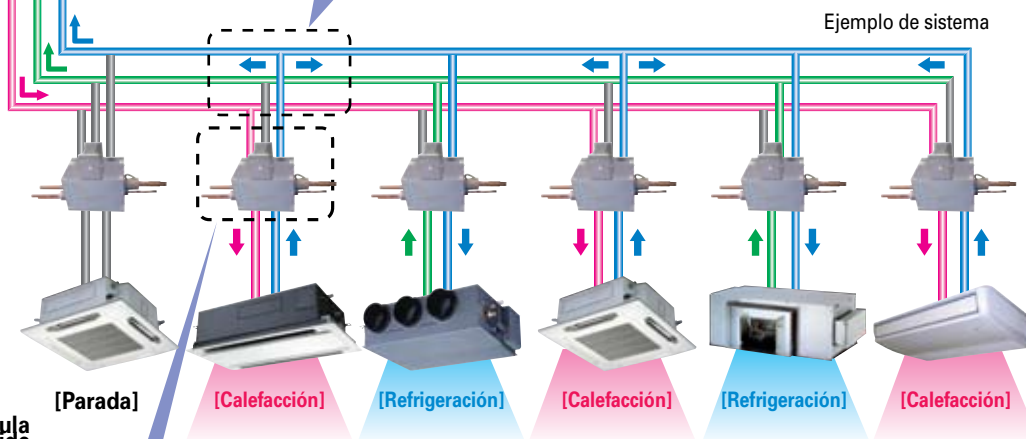 Ejemplo de sistema
[Parada]
[Calefacción]
[Refrigeración]
[Calefacción]
[Refrigeración]
[Calefacción]